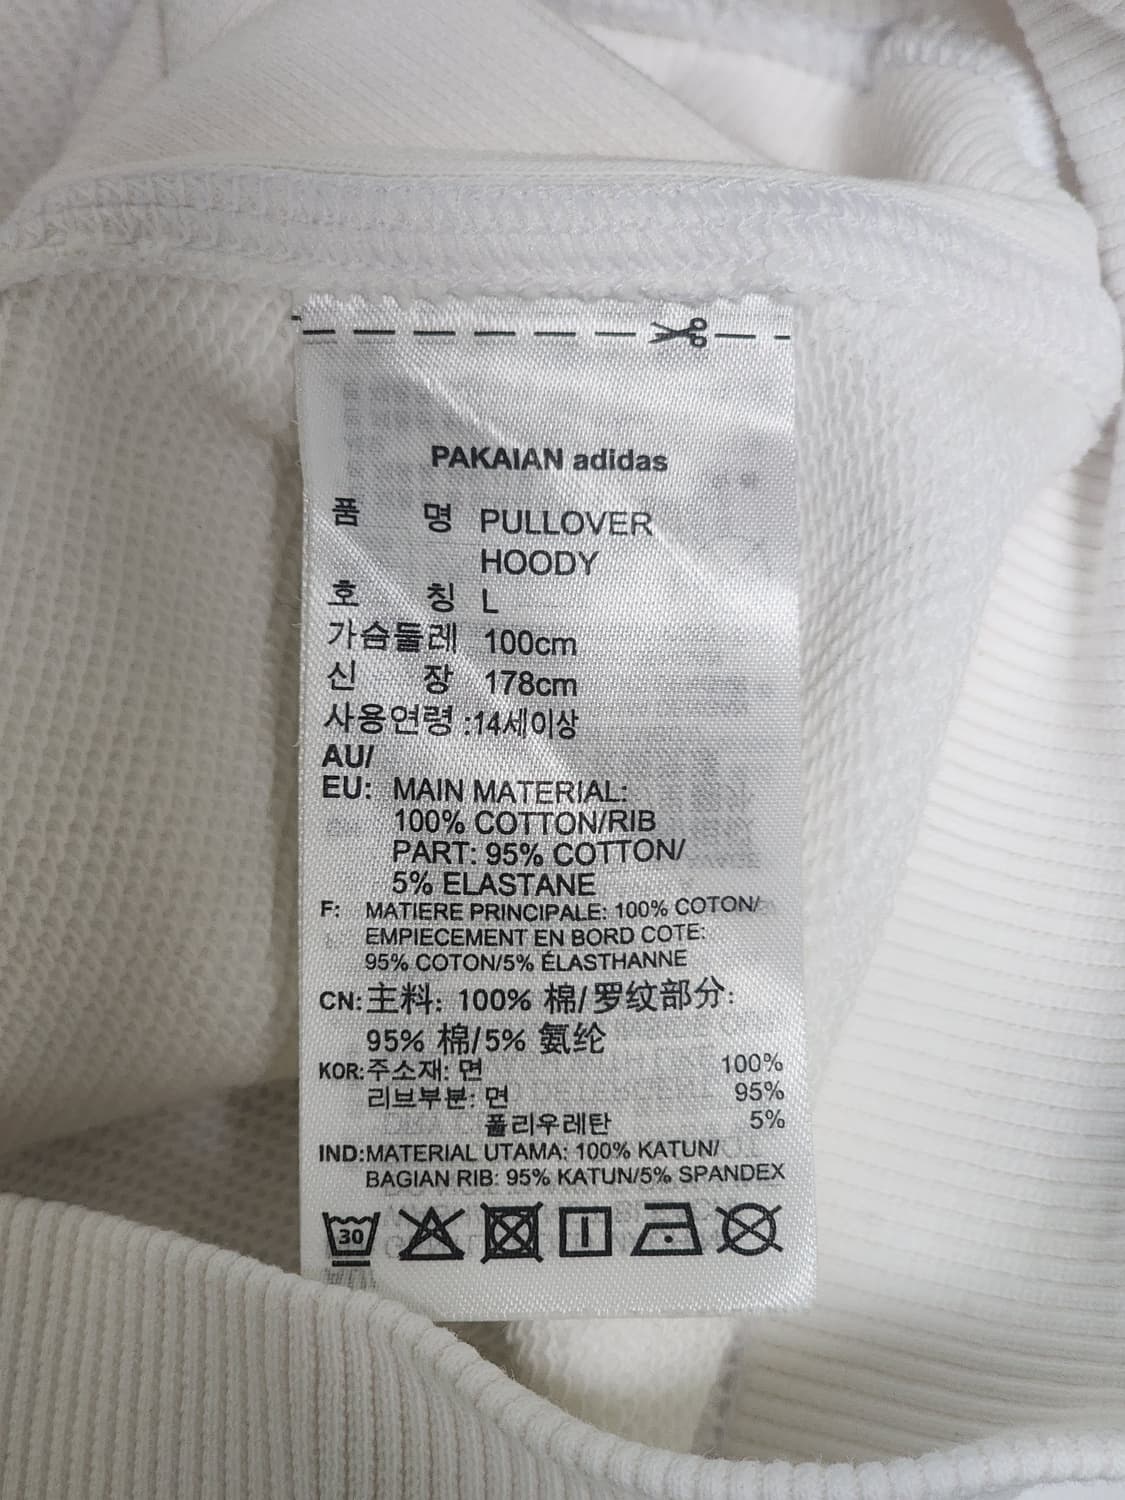 PAKAIAN adidas
품 명 PULLOVER
HOODY
호 칭 L
가슴둘레 100cm
신 장 178cm
사용연령 :14세이상
AU/
EU: MAIN MATERIAL:
100% COTTON/RIB
PART: 95% COTTON/
5% ELASTANE
F: MATIERE PRINCIPALE: 100% COTON/
EMPIECEMENT EN BORD COTE:
95% COTON/5% ÉLASTHANNE
CN:主料: 100% 棉/罗纹部分:
95% 棉/5% 氨纶
KOR:주소재: 면 100%
리브부분: 면 95%
폴리우레탄 5%
IND:MATERIAL UTAMA: 100% KATUN/
BAGIAN RIB: 95% KATUN/5% SPANDEX
30